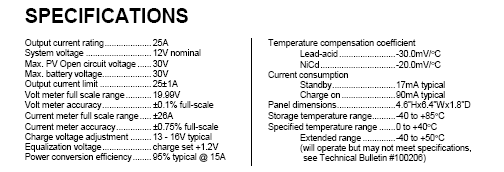 SPECIFICATIONS
Output current rating.....................25A
System voltage ............................12V nominal
Max. PV Open circuit voltage ......30V
Max. battery voltage.....................30V
Output current limit ......................25±1A
Volt meter full scale range............19.99V
Volt meter accuracy......................±0.1% full-scale
Current meter full scale range......±26A
Current meter accuracy................±0.75% full-scale
Charge voltage adjustment .........13 - 16V typical
Equalization voltage.....................charge set +1.2V
Power conversion efficiency........95% typical @ 15A
Temperature compensation coefficient
Lead-acid .......................-30.0mV/°C
NiCd...............................-20.0mV/°C
Current consumption
Standby..........................17mA typical
Charge on ......................90mA typical
Panel dimensions.......................4.6"Hx6.4"Wx1.8"D
Storage temperature range.........-40 to +85°C
Specified temperature range ......0 to +40°C
Extended range .............-40 to +50°C
(will operate but may not meet specifications,
see Technical Bulletin #100206)